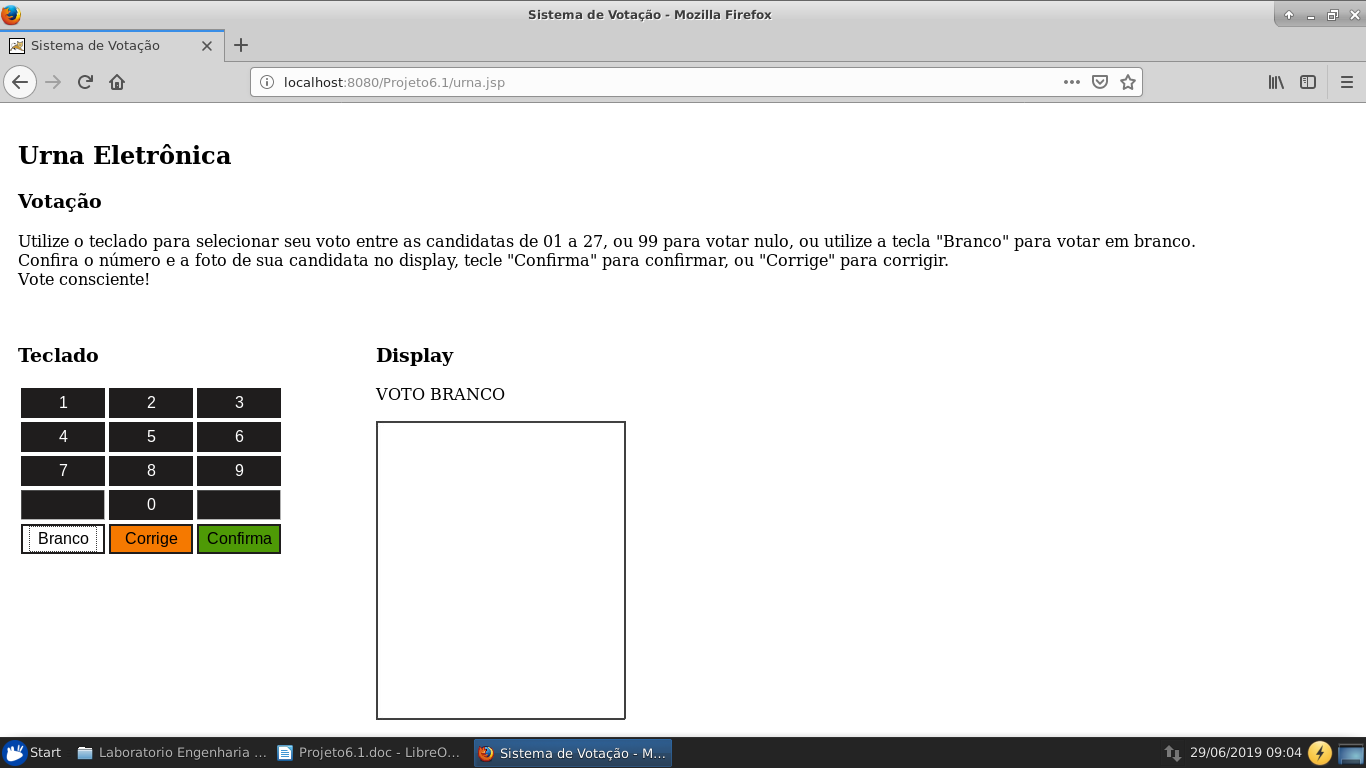 Sistema de Votação - Mozilla Firefox
Sistema de Votação
localhost:8080/Projeto6.1/urna.jsp
Urna Eletrônica
Votação
Utilize o teclado para selecionar seu voto entre as candidatas de 01 a 27, ou 99 para votar nulo, ou utilize a tecla "Branco" para votar em branco.
Confira o número e a foto de sua candidata no display, tecle "Confirma" para confirmar, ou "Corrige" para corrigir.
Vote consciente!
Teclado
1 2 3
4 5 6
7 8 9
0
Branco Corrige Confirma
Display
VOTO BRANCO
Start Laboratorio Engenharia ... Projeto6.1.doc - LibreO... Sistema de Votação - M... 29/06/2019 09:04